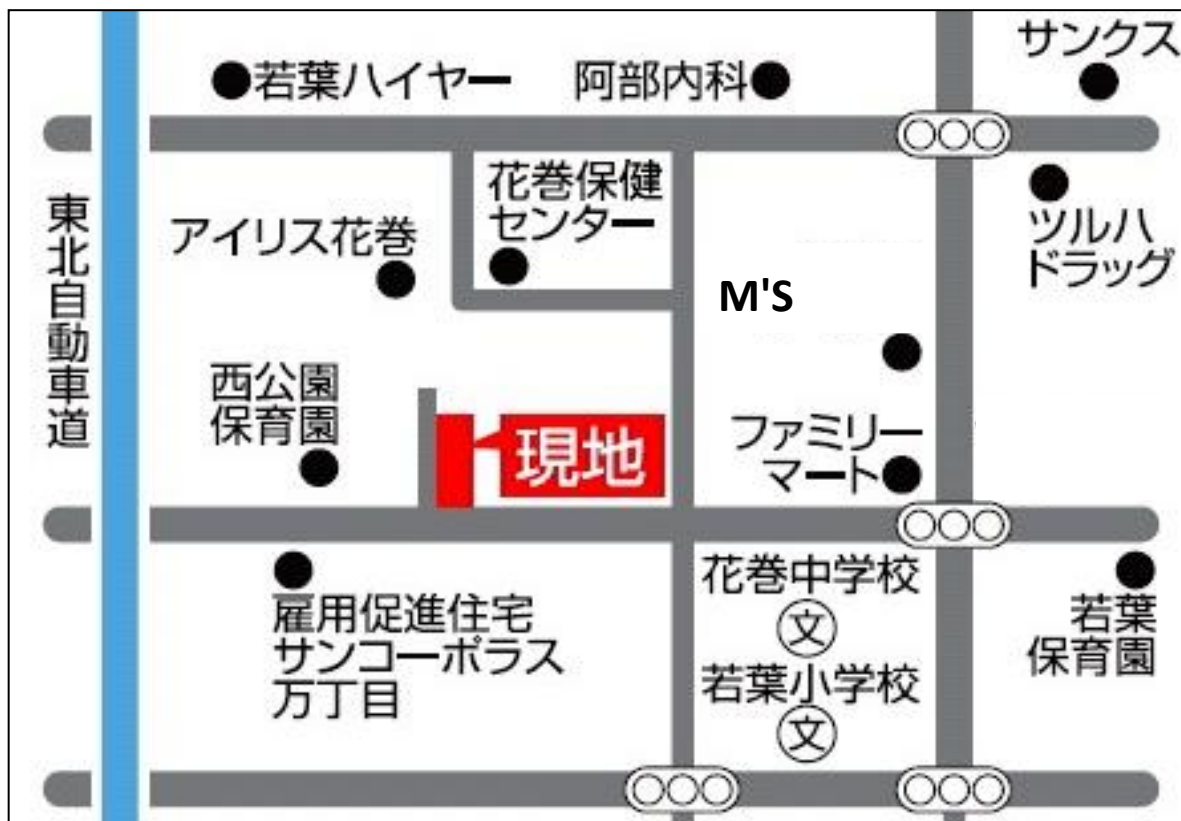 サンクス
若葉ハイヤー
阿部内科
花巻保健
センター
アイリス花巻
ツルハ
ドラッグ
東北自動車道
M'S
西公園
保育園
現地
ファミリー
マート
花巻中学校
文
若葉小学校
文
若葉
保育園
雇用促進住宅
サンコーポラス
万丁目